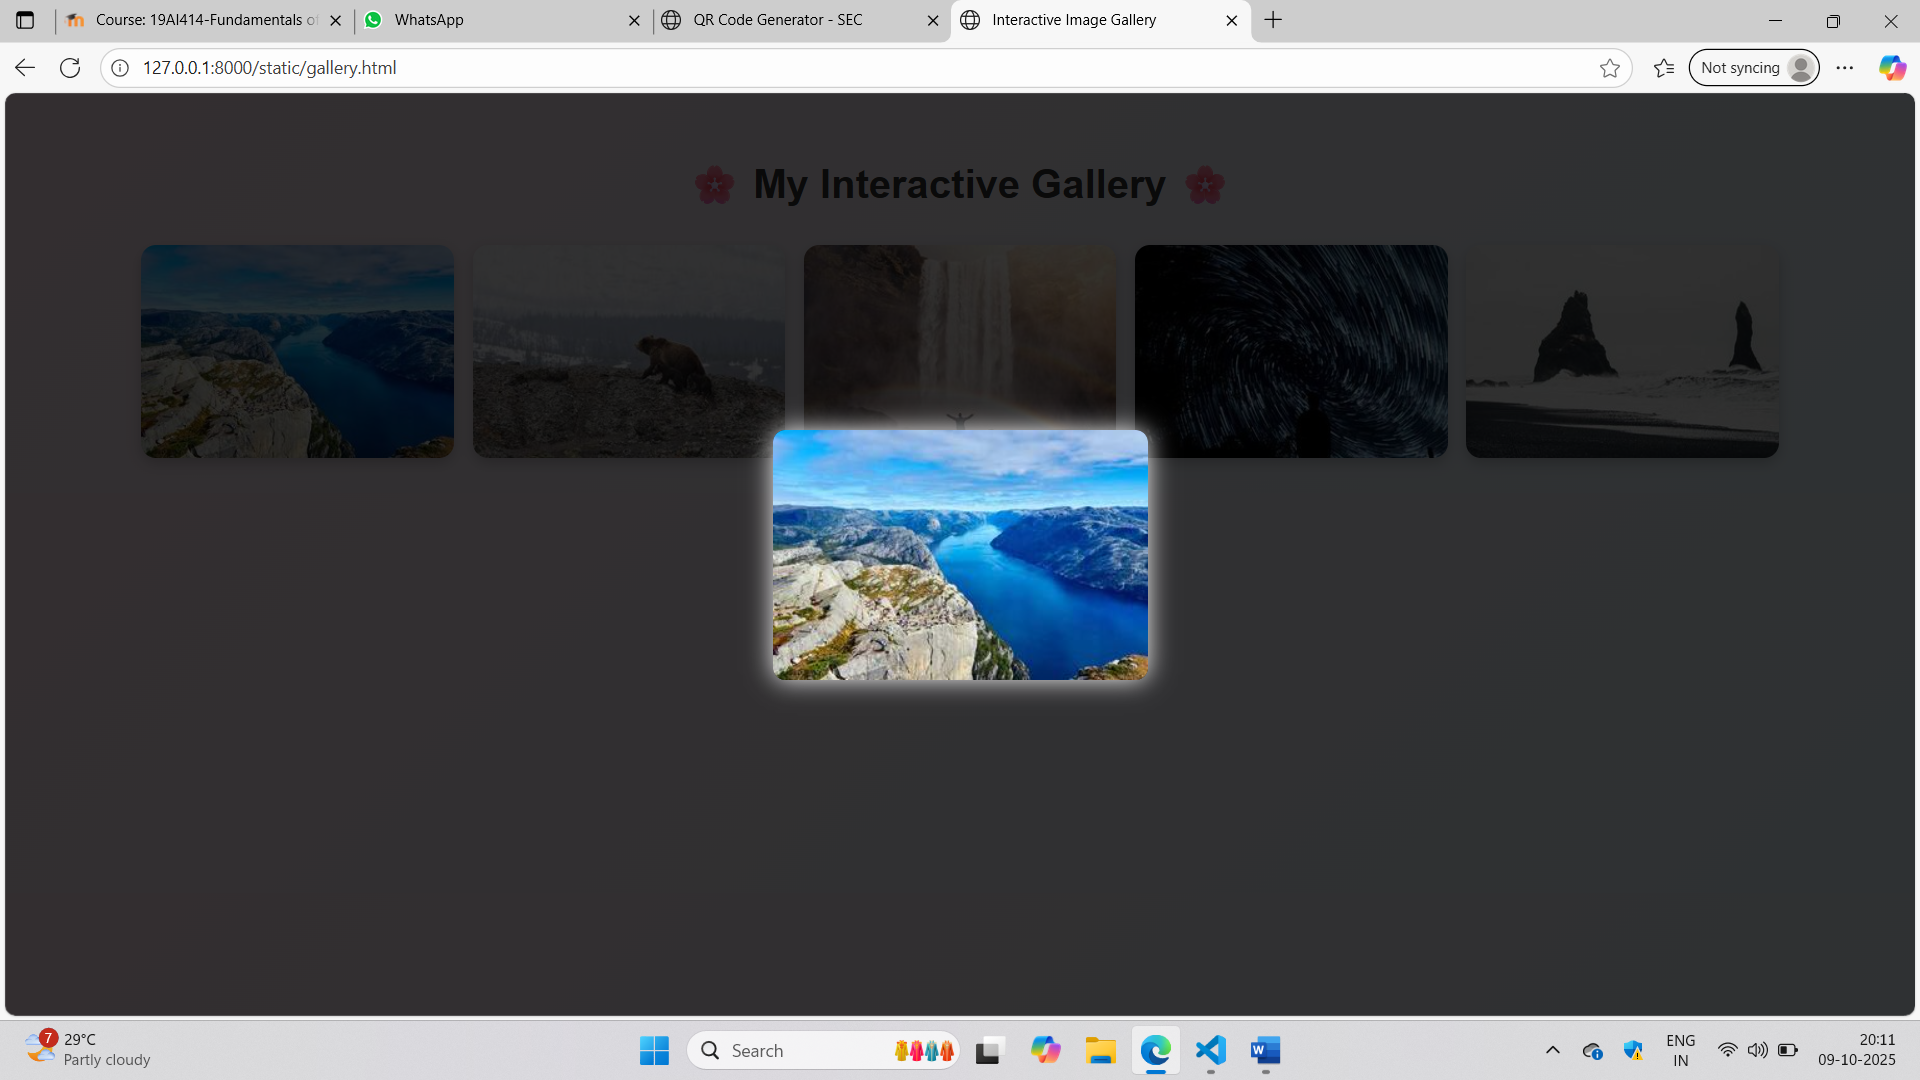 Course: 19AI414-Fundamentals of
WhatsApp
QR Code Generator - SEC
Interactive Image Gallery
127.0.0.1:8000/static/gallery.html
Not syncing
My Interactive Gallery
7
29°C
Partly cloudy
Search
W
ENG
IN
20:11
09-10-2025